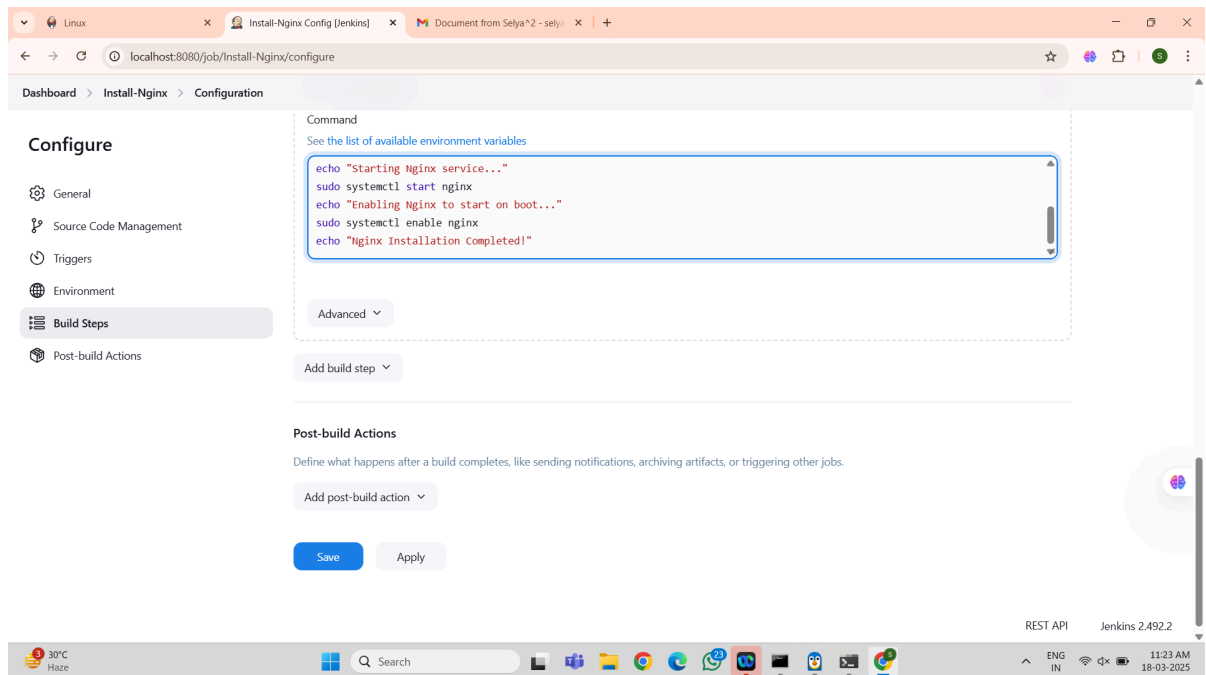 Linux
Install-Nginx Config [Jenkins]
Document from Selya^2 - selya
localhost:8080/job/Install-Nginx/configure
S
Dashboard > Install-Nginx > Configuration
Configure
General
Source Code Management
Triggers
Environment
Build Steps
Post-build Actions
Command
See the list of available environment variables
echo "Starting Nginx service..."
sudo systemctl start nginx
echo "Enabling Nginx to start on boot..."
sudo systemctl enable nginx
echo "Nginx Installation Completed!"
Advanced
Add build step
Post-build Actions
Define what happens after a build completes, like sending notifications, archiving artifacts, or triggering other jobs.
Add post-build action
Save Apply
REST API Jenkins 2.492.2
3
30°C
Haze
Search
23
S
ENG
IN
11:23 AM
18-03-2025